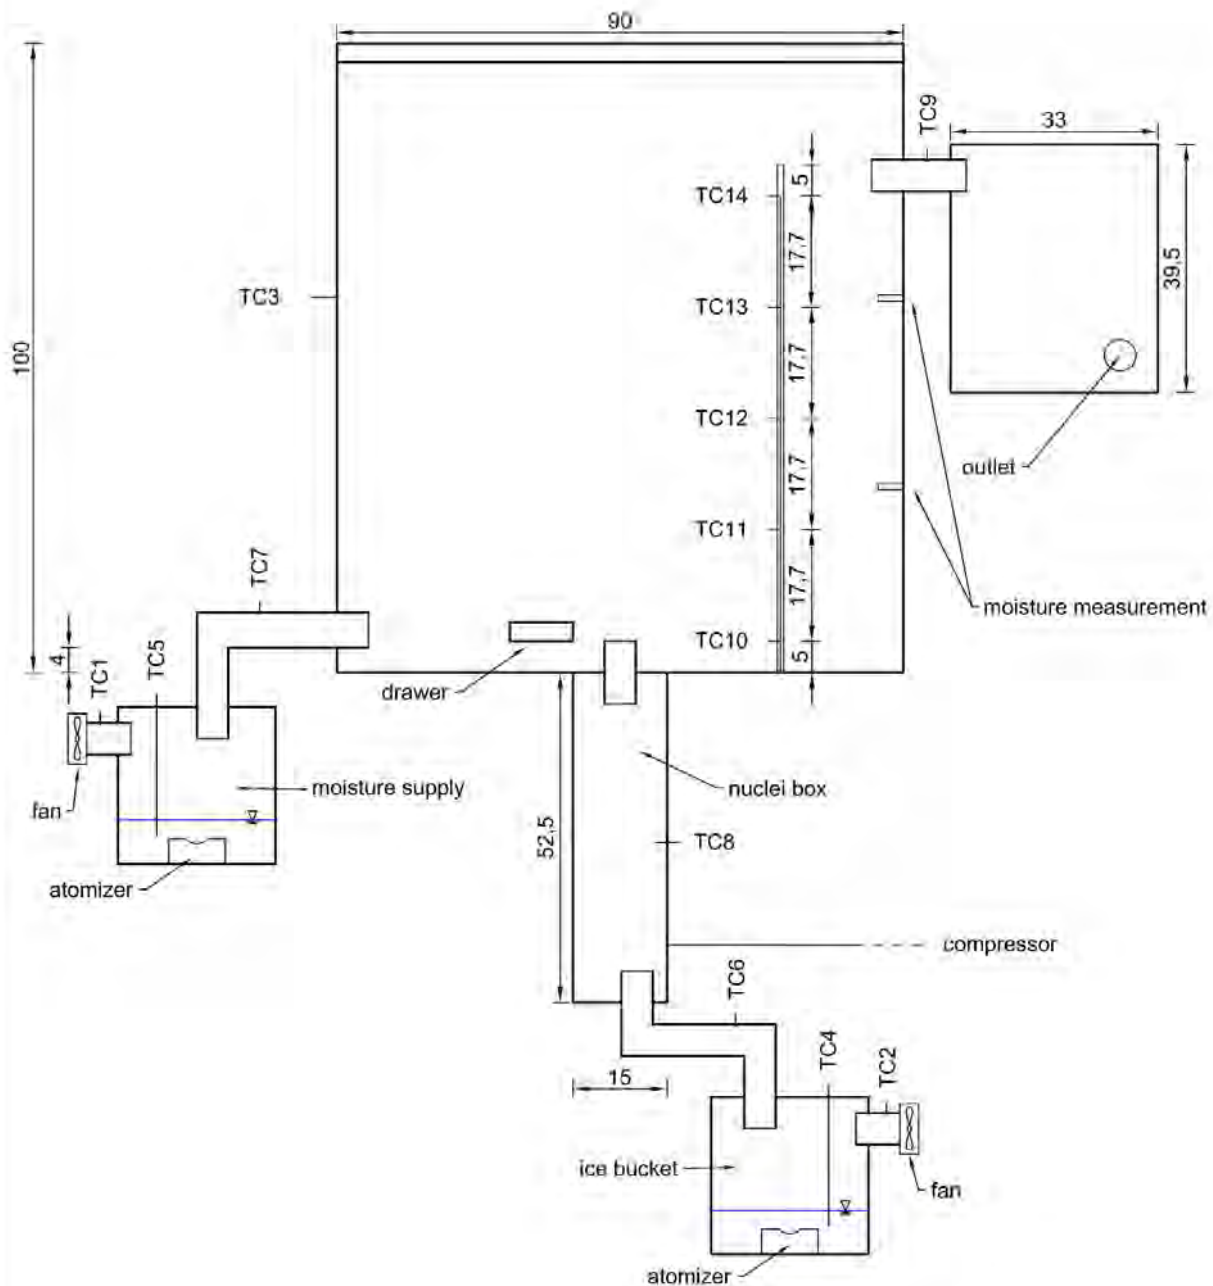 90
TC9
33
TC14
5
17,7
TC3
TC13
39,5
100
17,7
TC12
outlet
17,7
TC11
TC7
17,7
moisture measurement
TC10
4
TC1
TC5
5
drawer
moisture supply
nuclei box
fan
52,5
TC8
atomizer
compressor
TC6
TC4
TC2
15
ice bucket
fan
atomizer